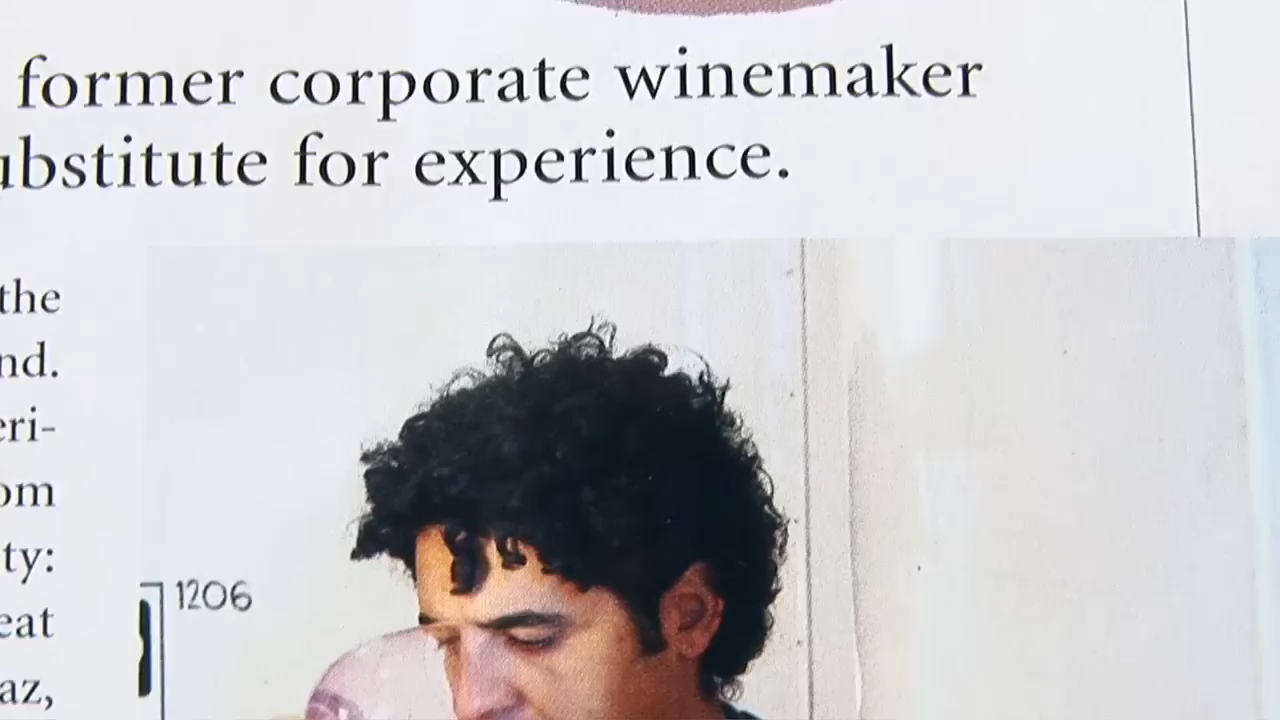 former corporate winemaker
ubstitute for experience.
the
nd.
eri-
om
ty:
eat
az,
1206